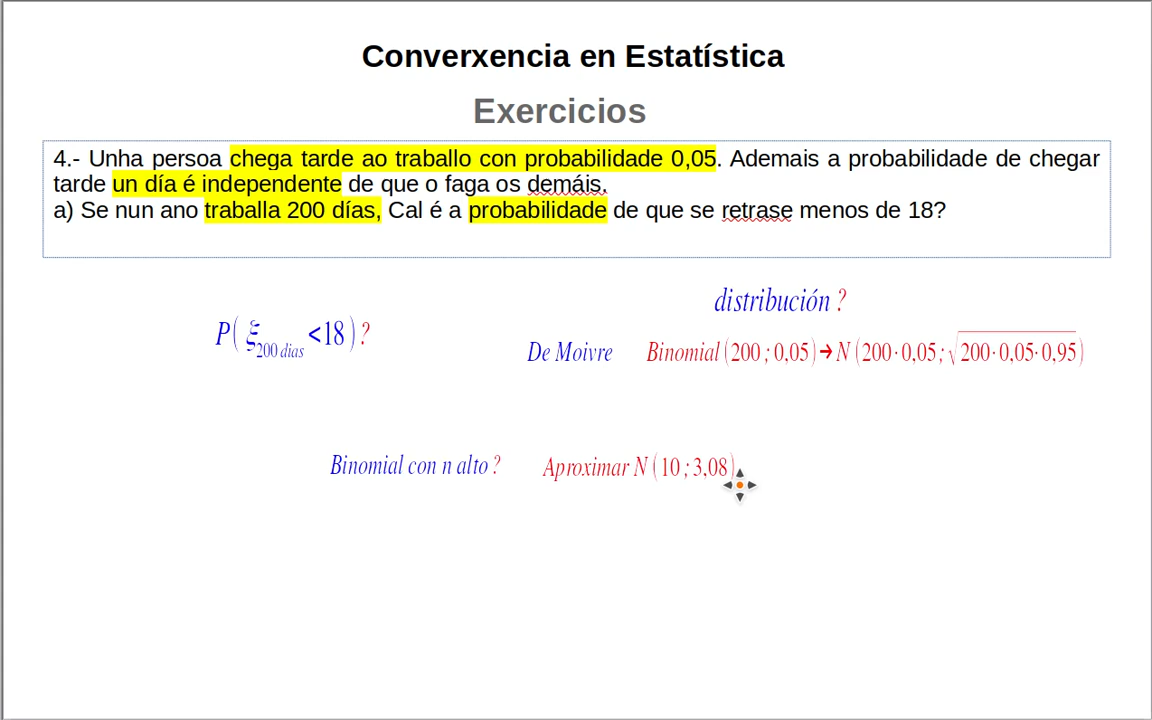 Converxencia en Estatística
Exercicios
4.- Unha persoa chega tarde ao traballo con probabilidade 0,05. Ademais a probabilidade de chegar
tarde un día é independente de que o faga os demáis.
a) Se nun ano traballa 200 días, Cal é a probabilidade de que se retrase menos de 18?
distribución ?
P( ξ_200 dias <18 ) ?
De Moivre Binomial (200 ; 0,05) → N (200·0,05 ; √200·0,05·0,95)
Binomial con n alto ? Aproximar N (10 ; 3,08)